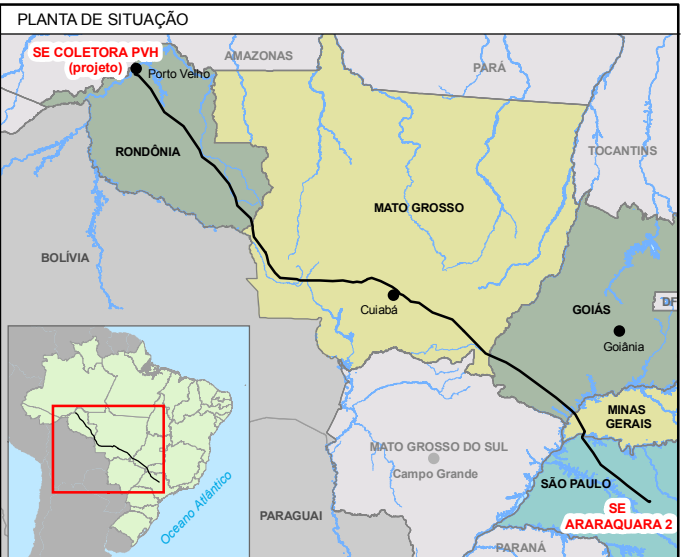 PLANTA DE SITUAÇÃO
SE COLETORA PVH
(projeto)
Porto Velho
AMAZONAS
PARÁ
TOCANTINS
RONDÔNIA
MATO GROSSO
BOLÍVIA
Cuiabá
GOIÁS
DF
Goiânia
MINAS
GERAIS
MATO GROSSO DO SUL
Campo Grande
SÃO PAULO
SE
ARARAQUARA 2
PARAGUAI
PARANÁ
Oceano Atlântico